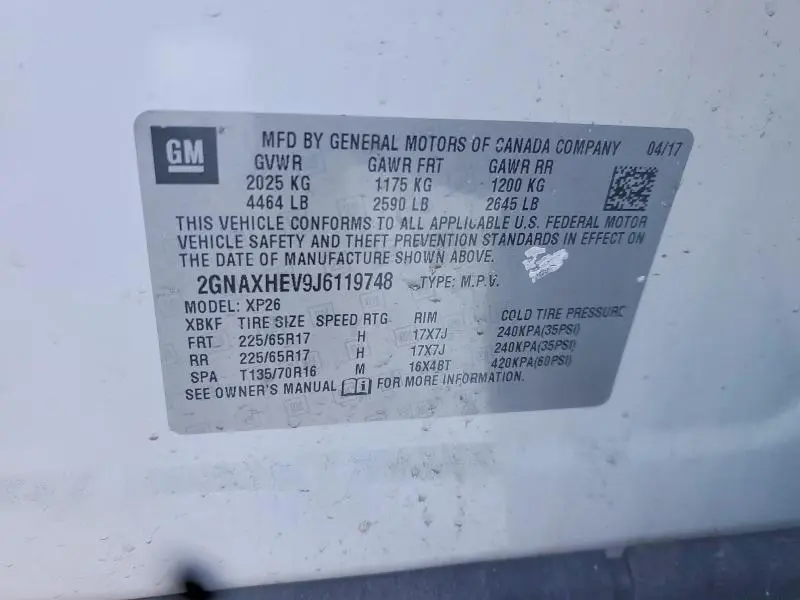 GM MFD BY GENERAL MOTORS OF CANADA COMPANY 04/17
GVWR GAWR FRT GAWR RR
2025 KG 1175 KG 1200 KG
4464 LB 2590 LB 2645 LB
THIS VEHICLE CONFORMS TO ALL APPLICABLE U.S. FEDERAL MOTOR
VEHICLE SAFETY AND THEFT PREVENTION STANDARDS IN EFFECT ON
THE DATE OF MANUFACTURE SHOWN ABOVE.
2GNAXHEV9J6119748 TYPE: M.P.V.
MODEL: XP26
XBKF TIRE SIZE SPEED RTG RIM COLD TIRE PRESSURE
FRT 225/65R17 H 17X7J 240KPA(35PSI)
RR 225/65R17 H 17X7J 240KPA(35PSI)
SPA T135/70R16 M 16X4BT 420KPA(60PSI)
SEE OWNER'S MANUAL i FOR MORE INFORMATION.